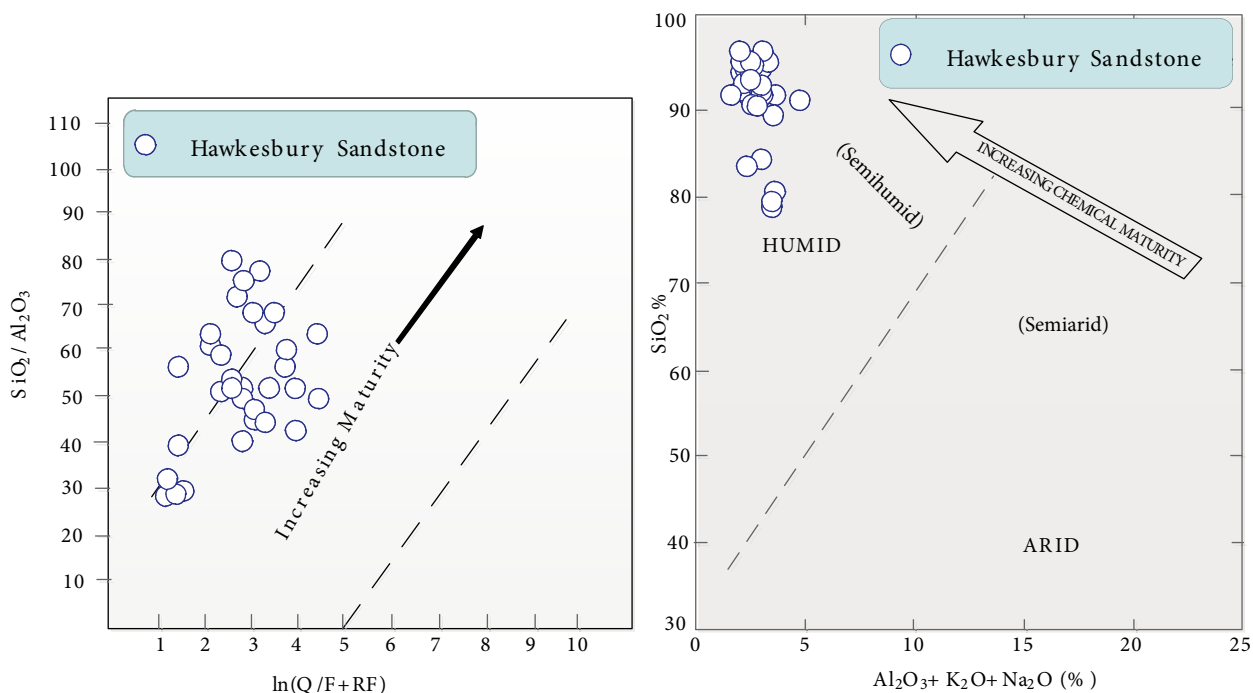 Hawkesbury Sandstone
110
100
90
80
70
60
50
40
30
20
10
SiO2/Al2O3
Increasing Maturity
1 2 3 4 5 6 7 8 9 10
ln(Q/F+RF)
Hawkesbury Sandstone
100
90
80
70
60
50
40
30
SiO2%
INCREASING CHEMICAL MATURITY
(Semihumid)
HUMID
(Semiarid)
ARID
0 5 10 15 20 25
Al2O3+ K2O+ Na2O (%)